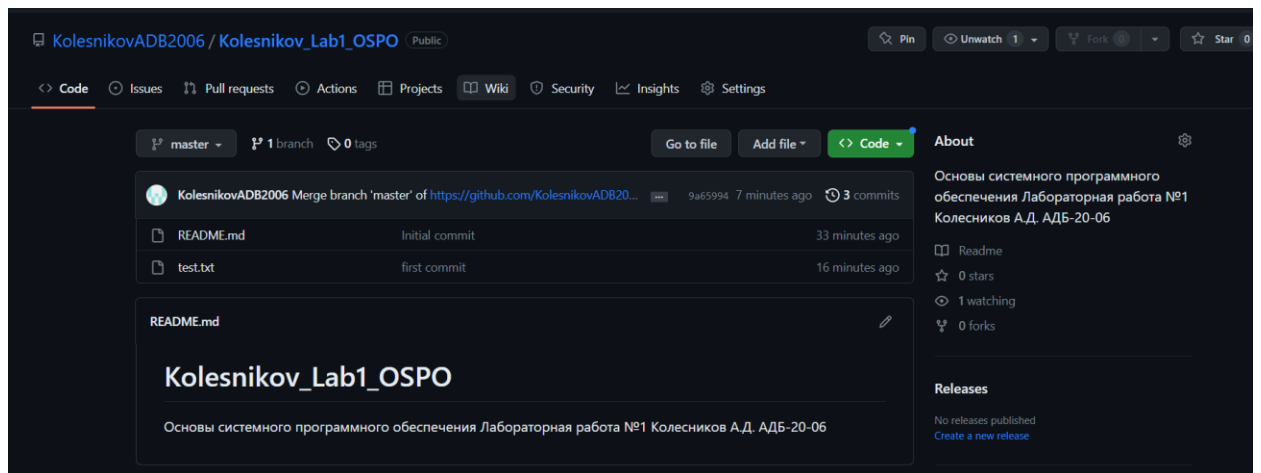 KolesnikovADB2006 / Kolesnikov_Lab1_OSPO Public
Pin Unwatch 1 Fork 0 Star 0
Code Issues Pull requests Actions Projects Wiki Security Insights Settings
master 1 branch 0 tags Go to file Add file Code
KolesnikovADB2006 Merge branch 'master' of https://github.com/KolesnikovADB20... ... 9a65994 7 minutes ago 3 commits
README.md Initial commit 33 minutes ago
test.txt first commit 16 minutes ago
README.md
Kolesnikov_Lab1_OSPO
Основы системного программного обеспечения Лабораторная работа №1 Колесников А.Д. АДБ-20-06
About
Основы системного программного
обеспечения Лабораторная работа №1
Колесников А.Д. АДБ-20-06
Readme
0 stars
1 watching
0 forks
Releases
No releases published
Create a new release